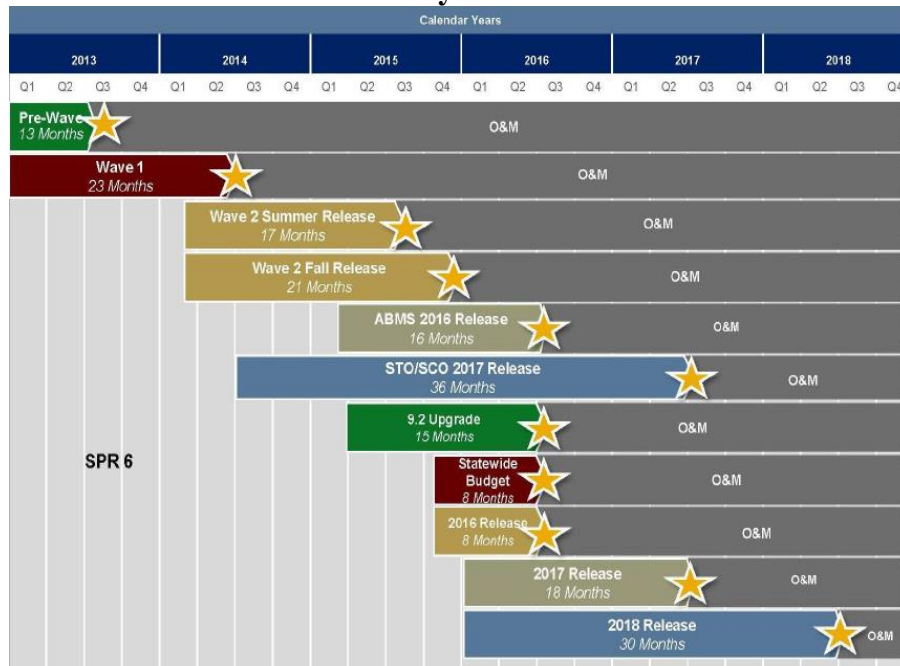 Calendar Years
2013 2014 2015 2016 2017 2018
Q1 Q2 Q3 Q4 Q1 Q2 Q3 Q4 Q1 Q2 Q3 Q4 Q1 Q2 Q3 Q4 Q1 Q2 Q3 Q4 Q1 Q2 Q3 Q4
Pre-Wave
13 Months
O&M
Wave 1
23 Months
O&M
Wave 2 Summer Release
17 Months
O&M
Wave 2 Fall Release
21 Months
O&M
ABMS 2016 Release
16 Months
O&M
STO/SCO 2017 Release
36 Months
O&M
9.2 Upgrade
15 Months
O&M
SPR 6
Statewide
Budget
8 Months
O&M
2016 Release
8 Months
O&M
2017 Release
18 Months
O&M
2018 Release
30 Months
O&M